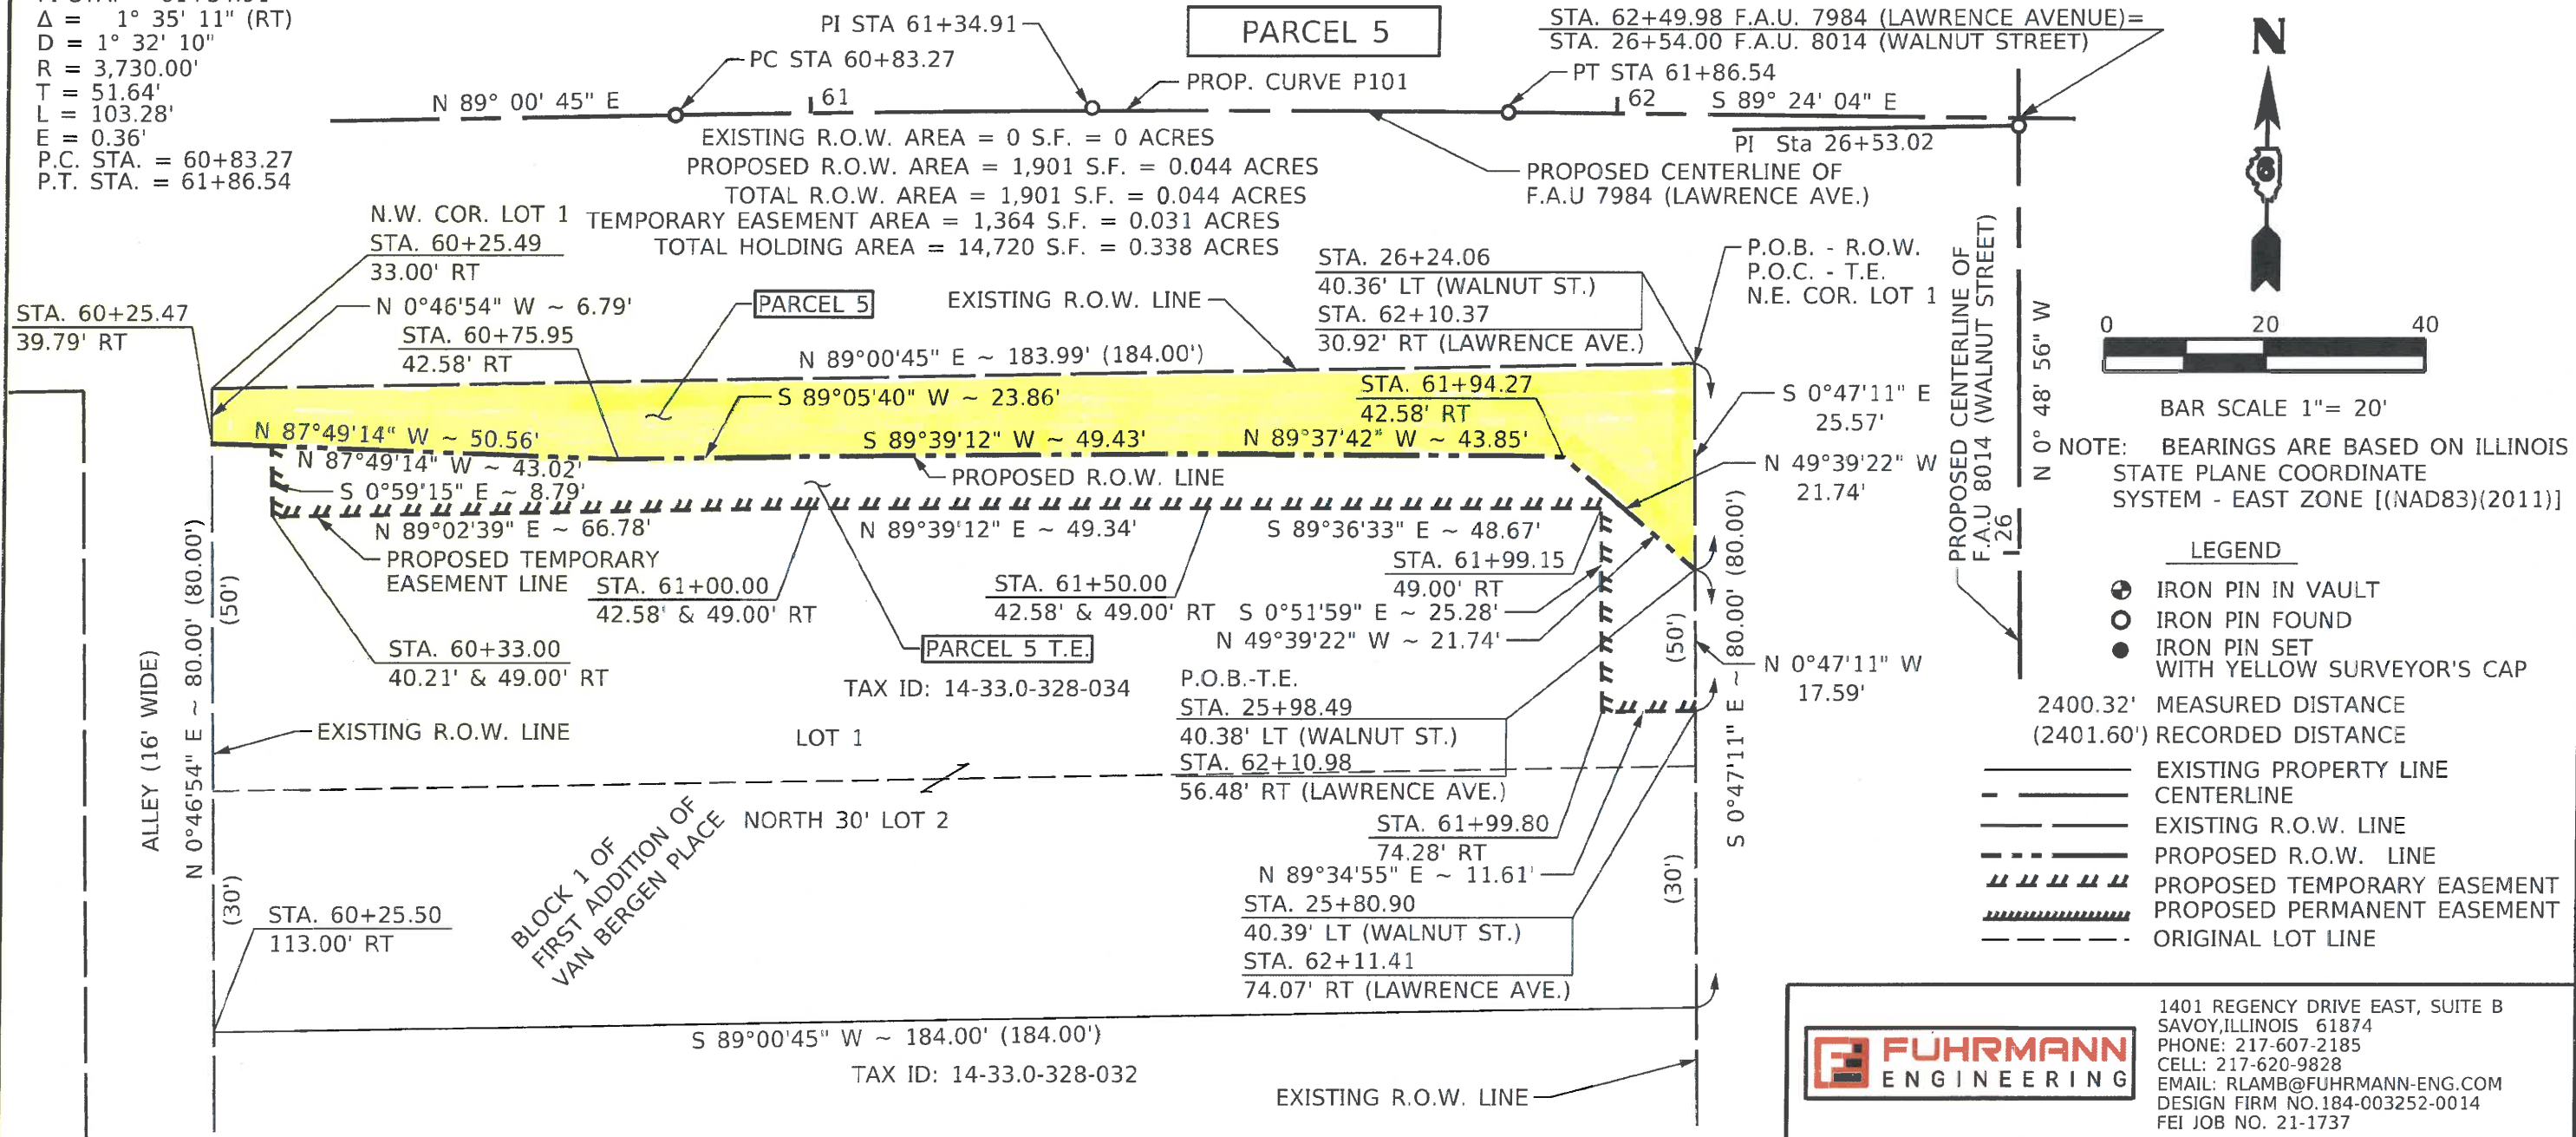 Δ = 1° 35' 11" (RT)
D = 1° 32' 10"
R = 3,730.00'
T = 51.64'
L = 103.28'
E = 0.36'
P.C. STA. = 60+83.27
P.T. STA. = 61+86.54
PI STA 61+34.91
PC STA 60+83.27
PARCEL 5
STA. 62+49.98 F.A.U. 7984 (LAWRENCE AVENUE)=
STA. 26+54.00 F.A.U. 8014 (WALNUT STREET)
PT STA 61+86.54
PROP. CURVE P101
N 89° 00' 45" E
61
62
S 89° 24' 04" E
PI Sta 26+53.02
N
EXISTING R.O.W. AREA = 0 S.F. = 0 ACRES
PROPOSED R.O.W. AREA = 1,901 S.F. = 0.044 ACRES
TOTAL R.O.W. AREA = 1,901 S.F. = 0.044 ACRES
TEMPORARY EASEMENT AREA = 1,364 S.F. = 0.031 ACRES
TOTAL HOLDING AREA = 14,720 S.F. = 0.338 ACRES
PROPOSED CENTERLINE OF
F.A.U 7984 (LAWRENCE AVE.)
N.W. COR. LOT 1
STA. 60+25.49
33.00' RT
STA. 60+25.47
39.79' RT
N 0°46'54" W ~ 6.79'
STA. 60+75.95
42.58' RT
PARCEL 5
EXISTING R.O.W. LINE
N 89°00'45" E ~ 183.99' (184.00')
STA. 26+24.06
40.36' LT (WALNUT ST.)
STA. 62+10.37
30.92' RT (LAWRENCE AVE.)
P.O.B. - R.O.W.
P.O.C. - T.E.
N.E. COR. LOT 1
PROPOSED CENTERLINE OF
F.A.U 8014 (WALNUT STREET)
N 0° 48' 56" W
26
0 20 40
BAR SCALE 1"= 20'
S 89°05'40" W ~ 23.86'
STA. 61+94.27
42.58' RT
S 0°47'11" E
25.57'
N 87°49'14" W ~ 50.56'
S 89°39'12" W ~ 49.43'
N 89°37'42" W ~ 43.85'
N 87°49'14" W ~ 43.02'
PROPOSED R.O.W. LINE
N 49°39'22" W
21.74'
S 0°59'15" E ~ 8.79'
N 89°02'39" E ~ 66.78'
N 89°39'12" E ~ 49.34'
S 89°36'33" E ~ 48.67'
PROPOSED TEMPORARY
EASEMENT LINE
STA. 61+00.00
42.58' & 49.00' RT
STA. 61+50.00
42.58' & 49.00' RT
STA. 61+99.15
49.00' RT
S 0°51'59" E ~ 25.28'
N 49°39'22" W ~ 21.74'
STA. 60+33.00
40.21' & 49.00' RT
PARCEL 5 T.E.
TAX ID: 14-33.0-328-034
P.O.B.-T.E.
STA. 25+98.49
40.38' LT (WALNUT ST.)
STA. 62+10.98
56.48' RT (LAWRENCE AVE.)
N 0°47'11" W
17.59'
(50')
(50')
S 0°47'11" E ~ 80.00' (80.00')
ALLEY (16' WIDE)
N 0°46'54" E ~ 80.00' (80.00')
EXISTING R.O.W. LINE
LOT 1
NORTH 30' LOT 2
BLOCK 1 OF
FIRST ADDITION OF
VAN BERGEN PLACE
STA. 61+99.80
74.28' RT
N 89°34'55" E ~ 11.61'
STA. 25+80.90
40.39' LT (WALNUT ST.)
STA. 62+11.41
74.07' RT (LAWRENCE AVE.)
(30')
(30')
STA. 60+25.50
113.00' RT
S 89°00'45" W ~ 184.00' (184.00')
TAX ID: 14-33.0-328-032
EXISTING R.O.W. LINE
NOTE: BEARINGS ARE BASED ON ILLINOIS
STATE PLANE COORDINATE
SYSTEM - EAST ZONE [(NAD83)(2011)]
LEGEND
IRON PIN IN VAULT
IRON PIN FOUND
IRON PIN SET
WITH YELLOW SURVEYOR'S CAP
2400.32' MEASURED DISTANCE
(2401.60') RECORDED DISTANCE
EXISTING PROPERTY LINE
CENTERLINE
EXISTING R.O.W. LINE
PROPOSED R.O.W. LINE
PROPOSED TEMPORARY EASEMENT
PROPOSED PERMANENT EASEMENT
ORIGINAL LOT LINE
FUHRMANN
ENGINEERING
1401 REGENCY DRIVE EAST, SUITE B
SAVOY,ILLINOIS 61874
PHONE: 217-607-2185
CELL: 217-620-9828
EMAIL: RLAMB@FUHRMANN-ENG.COM
DESIGN FIRM NO.184-003252-0014
FEI JOB NO. 21-1737